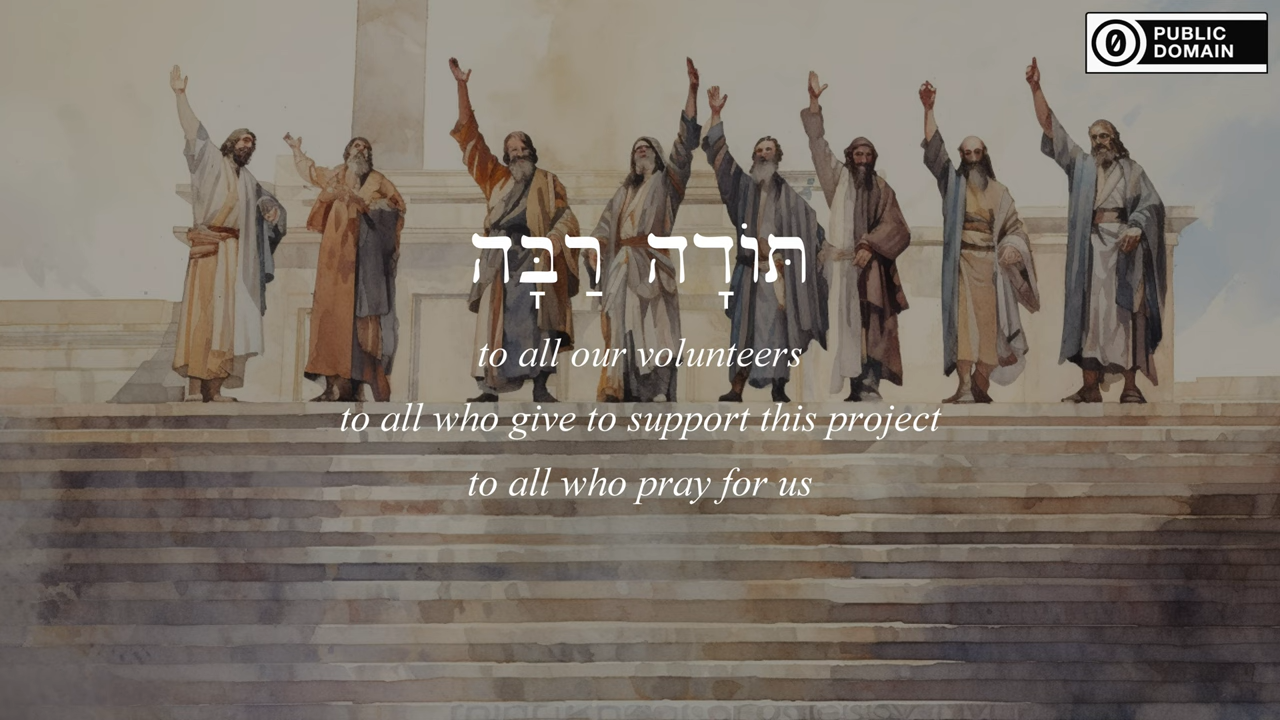 PUBLIC
DOMAIN
תּוֹדָה רַבָּה
to all our volunteers
to all who give to support this project
to all who pray for us